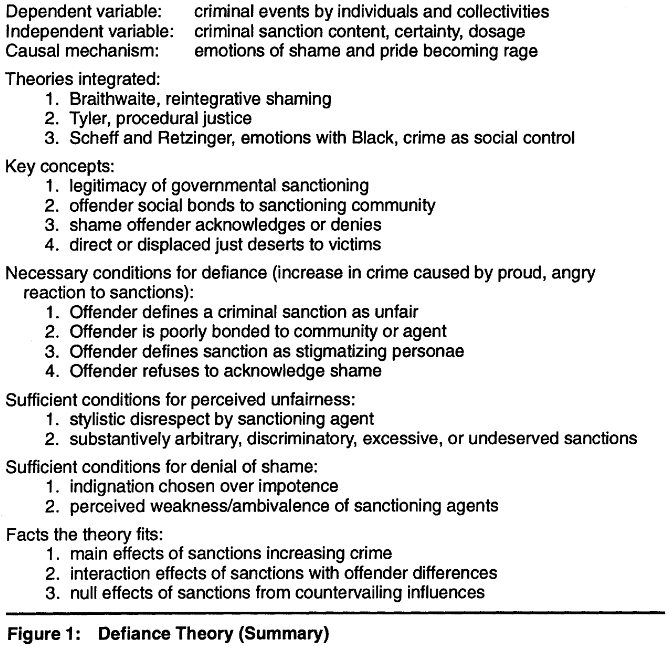 Dependent variable: criminal events by individuals and collectivities
Independent variable: criminal sanction content, certainty, dosage
Causal mechanism: emotions of shame and pride becoming rage
Theories integrated:
1. Braithwaite, reintegrative shaming
2. Tyler, procedural justice
3. Scheff and Retzinger, emotions with Black, crime as social control
Key concepts:
1. legitimacy of governmental sanctioning
2. offender social bonds to sanctioning community
3. shame offender acknowledges or denies
4. direct or displaced just deserts to victims
Necessary conditions for defiance (increase in crime caused by proud, angry
reaction to sanctions):
1. Offender defines a criminal sanction as unfair
2. Offender is poorly bonded to community or agent
3. Offender defines sanction as stigmatizing personae
4. Offender refuses to acknowledge shame
Sufficient conditions for perceived unfairness:
1. stylistic disrespect by sanctioning agent
2. substantively arbitrary, discriminatory, excessive, or undeserved sanctions
Sufficient conditions for denial of shame:
1. indignation chosen over impotence
2. perceived weakness/ambivalence of sanctioning agents
Facts the theory fits:
1. main effects of sanctions increasing crime
2. interaction effects of sanctions with offender differences
3. null effects of sanctions from countervailing influences
Figure 1: Defiance Theory (Summary)